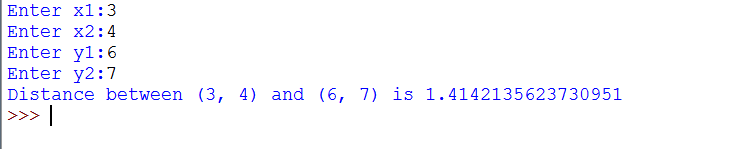 Enter x1:3
Enter x2:4
Enter y1:6
Enter y2:7
Distance between (3, 4) and (6, 7) is 1.4142135623730951
>>>